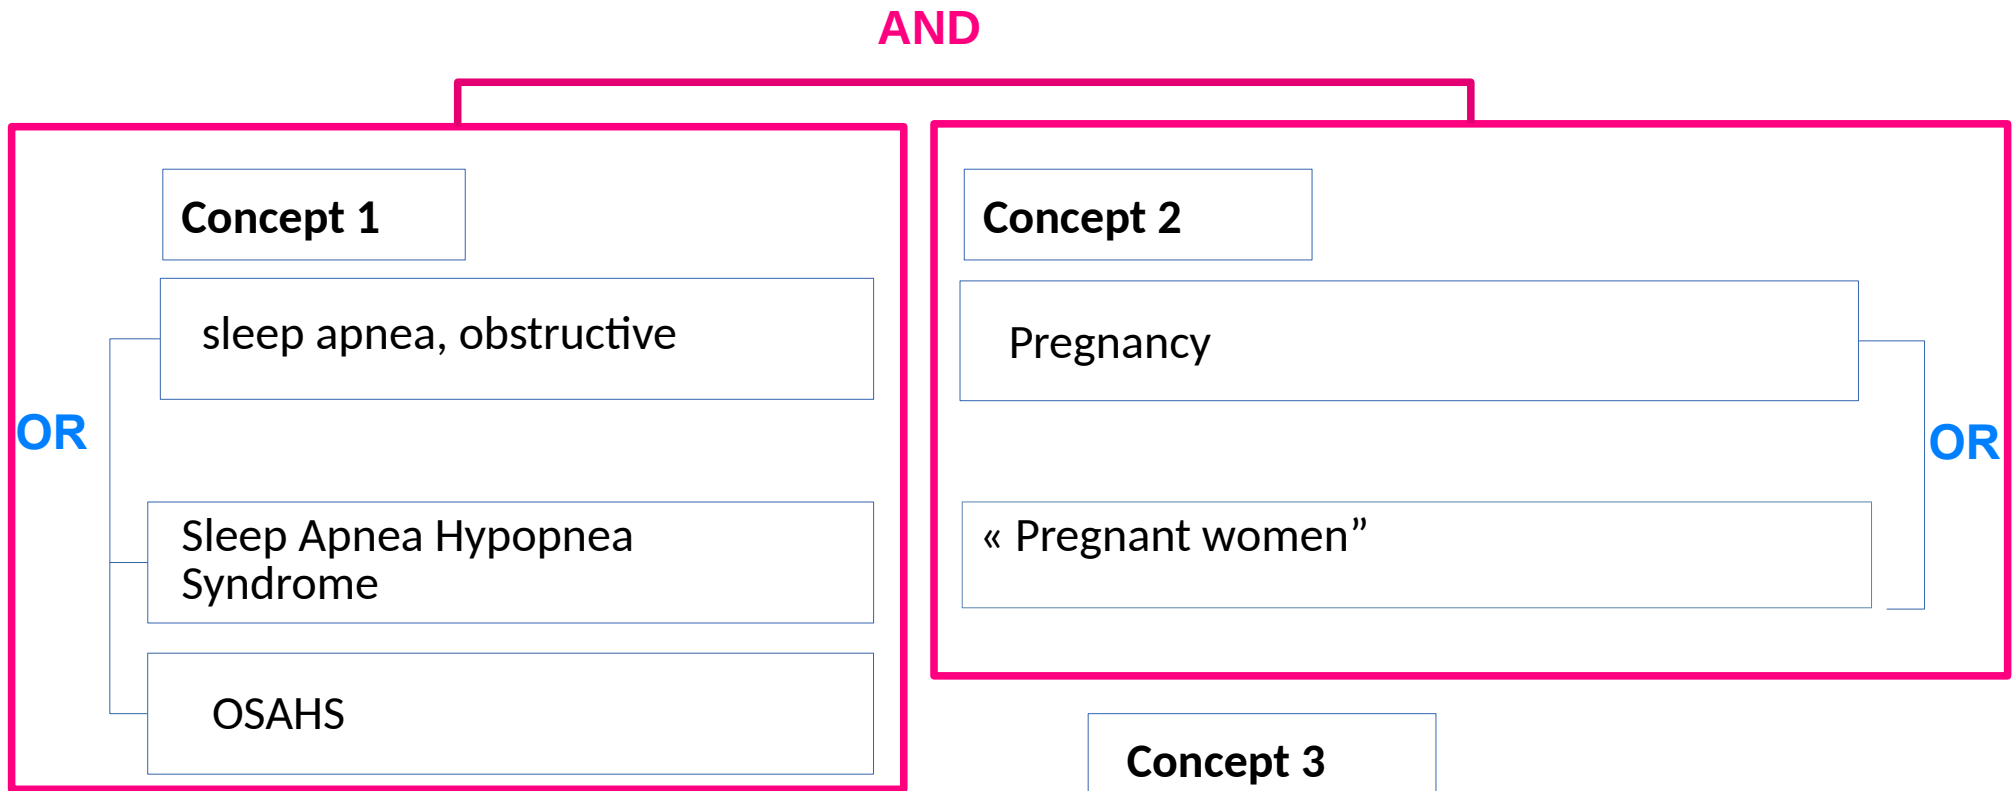 AND
Concept 1
sleep apnea, obstructive
OR
Sleep Apnea Hypopnea
Syndrome
OSAHS
Concept 2
Pregnancy
OR
« Pregnant women”
Concept 3